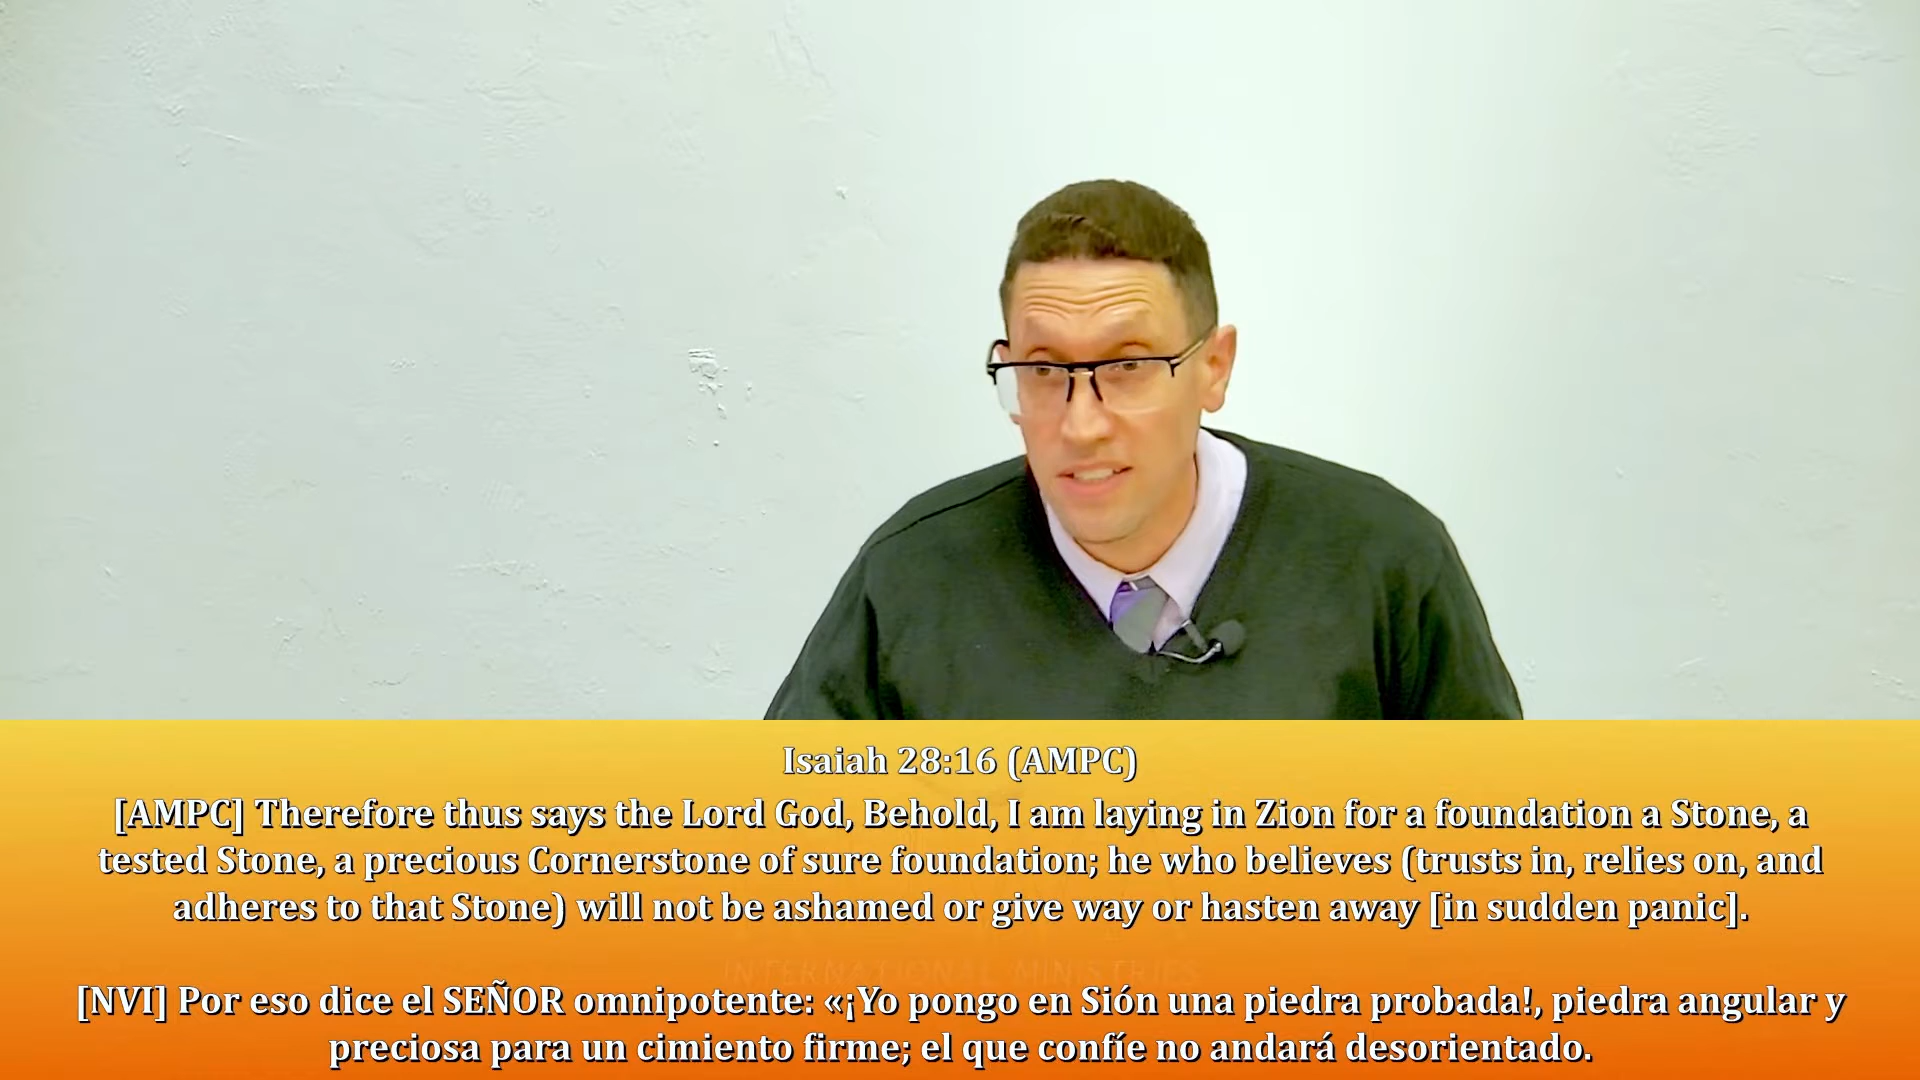 Isaiah 28:16 (AMPC)
[AMPC] Therefore thus says the Lord God, Behold, I am laying in Zion for a foundation a Stone, a
tested Stone, a precious Cornerstone of sure foundation; he who believes (trusts in, relies on, and
adheres to that Stone) will not be ashamed or give way or hasten away [in sudden panic].
INTERNATIONAL MINISTRIES
[NVI] Por eso dice el SEÑOR omnipotente: «¡Yo pongo en Sión una piedra probada!, piedra angular y
preciosa para un cimiento firme; el que confíe no andará desorientado.